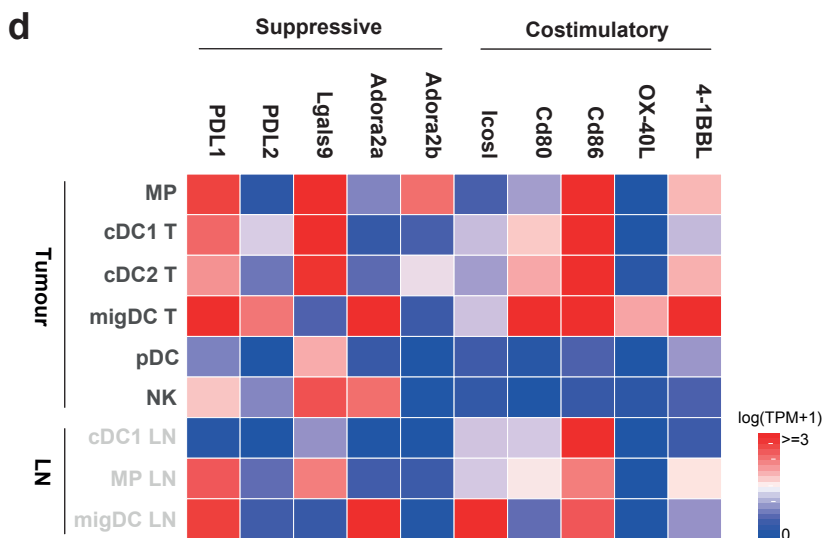 d
Suppressive
Costimulatory
PDL1
PDL2
Lgals9
Adora2a
Adora2b
Icosl
Cd80
Cd86
OX-40L
4-1BBL
Tumour
MP
cDC1 T
cDC2 T
migDC T
pDC
NK
LN
cDC1 LN
MP LN
migDC LN
log(TPM+1)
>=3
0